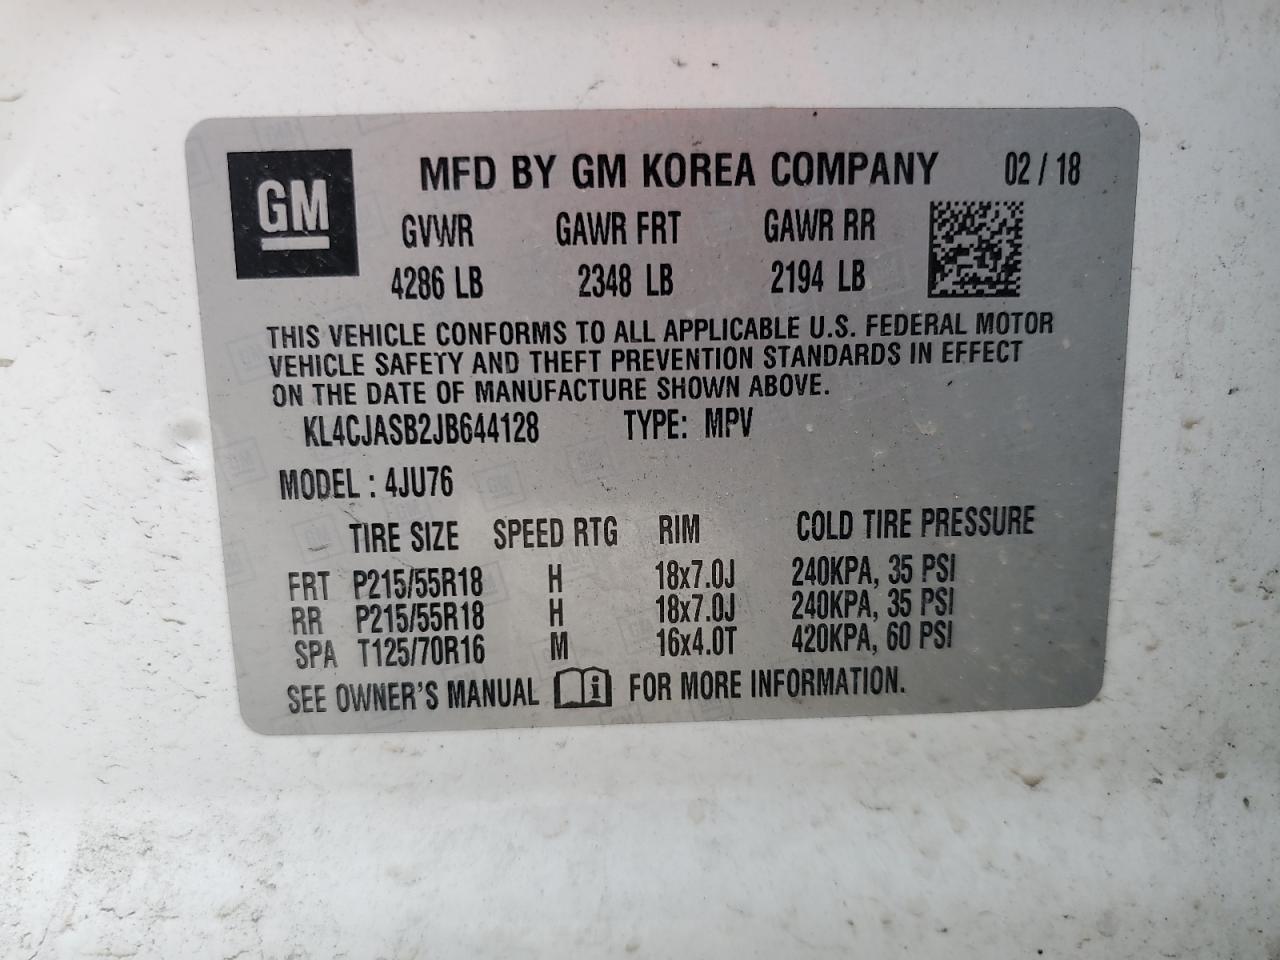 GM
MFD BY GM KOREA COMPANY 02 / 18
GVWR GAWR FRT GAWR RR
4286 LB 2348 LB 2194 LB
THIS VEHICLE CONFORMS TO ALL APPLICABLE U.S. FEDERAL MOTOR
VEHICLE SAFETY AND THEFT PREVENTION STANDARDS IN EFFECT
ON THE DATE OF MANUFACTURE SHOWN ABOVE.
KL4CJASB2JB644128 TYPE: MPV
MODEL : 4JU76
TIRE SIZE SPEED RTG RIM COLD TIRE PRESSURE
FRT P215/55R18 H 18x7.0J 240KPA, 35 PSI
RR P215/55R18 H 18x7.0J 240KPA, 35 PSI
SPA T125/70R16 M 16x4.0T 420KPA, 60 PSI
SEE OWNER'S MANUAL i FOR MORE INFORMATION.